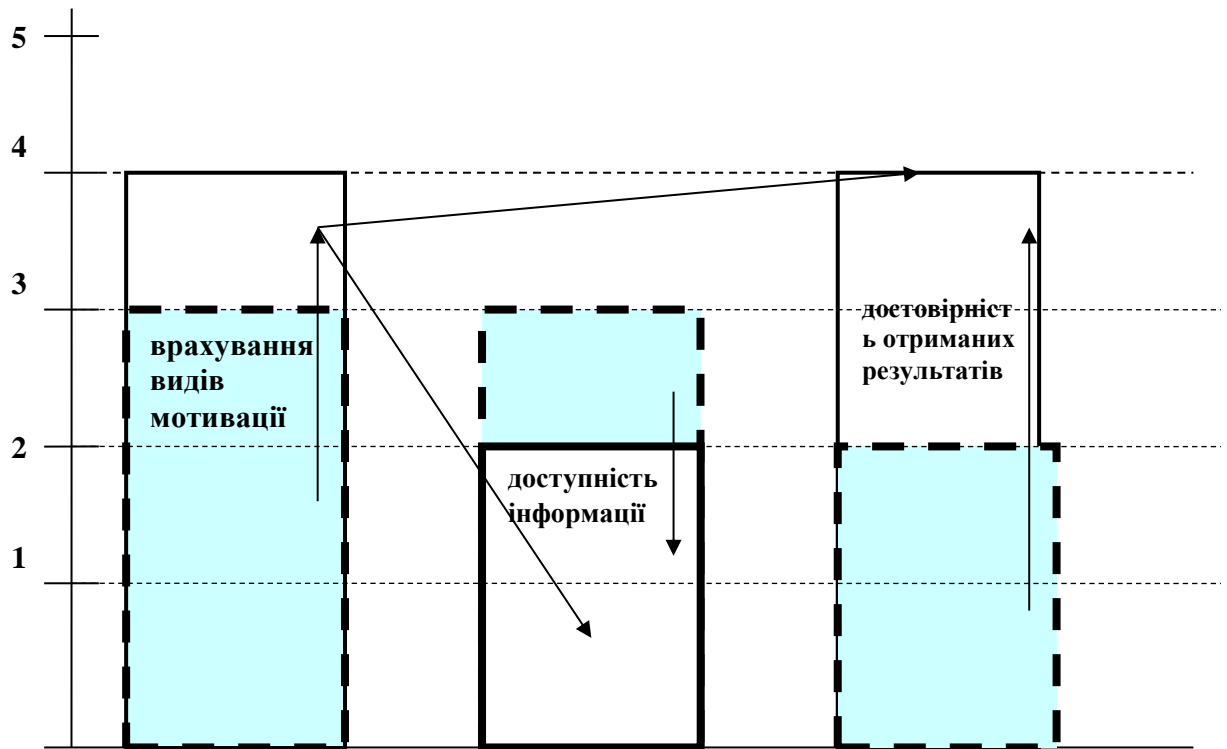 5
4
3
достовірніст
ь отриманих
результатів
врахування
видів
мотивації
2
доступність
інформації
1